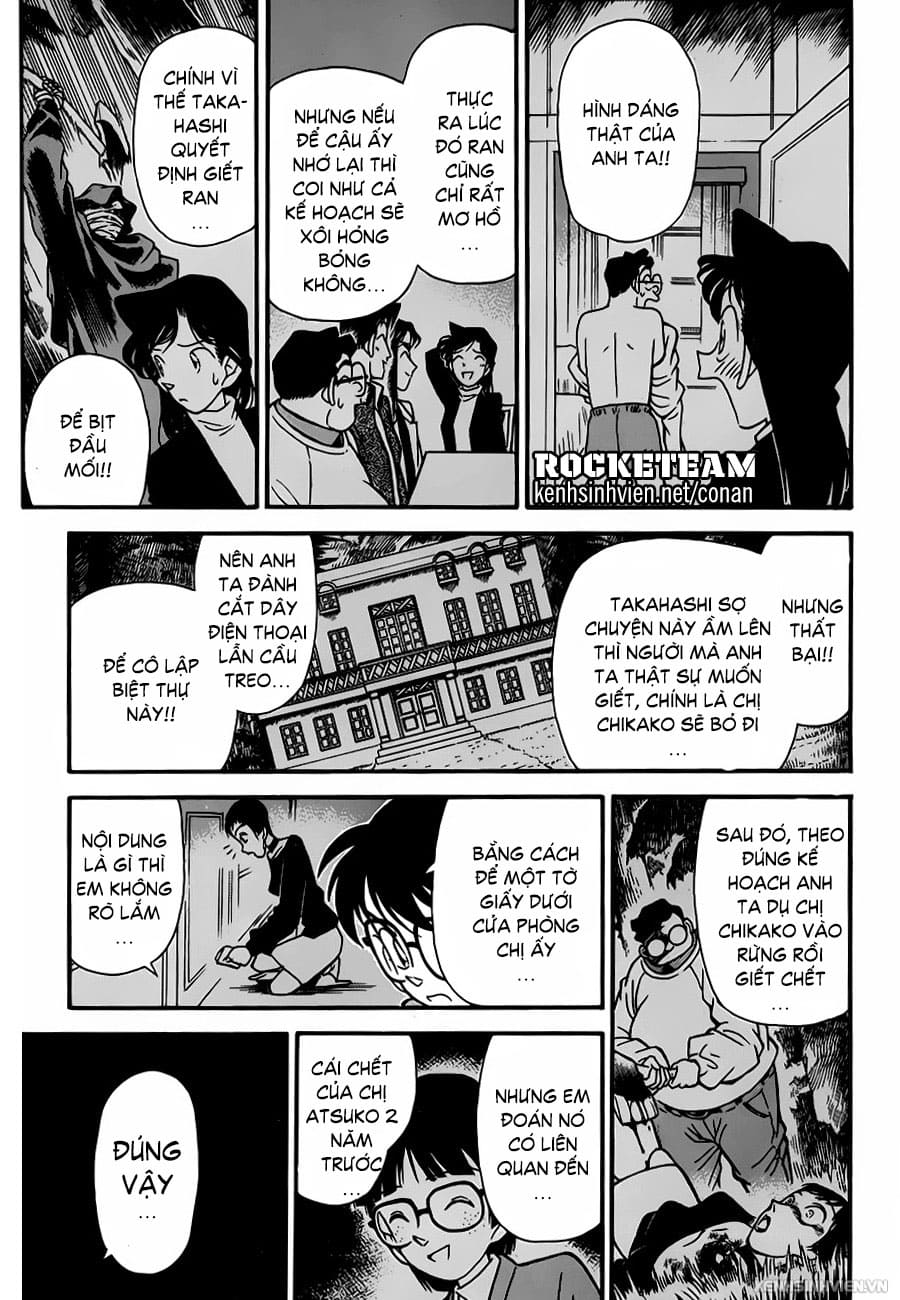 HÌNH DÁNG
THẬT CỦA
ANH TA!!
THỰC
RA LÚC
ĐÓ RAN
CŨNG
CHỈ RẤT
MƠ HỒ
...
NHƯNG NẾU
ĐỂ CẬU ẤY
NHỚ LẠI THÌ
COI NHƯ CẢ
KẾ HOẠCH SẼ
XÔI HỎNG
BỎNG
KHÔNG...
CHÍNH VÌ
THẾ TAKA-
HASHI
QUYẾT
ĐỊNH GIẾT
RAN
...
ĐỂ BỊT
ĐẦU
MỐI!!
ROCKETEAM
kenhsinhvien.net/conan
NHƯNG
THẤT
BẠI!!
TAKAHASHI SỢ
CHUYỆN NÀY ẦM LÊN
THÌ NGƯỜI MÀ ANH
TA THẬT SỰ MUỐN
GIẾT, CHÍNH LÀ CHỊ
CHIKAKO SẼ BỎ ĐI
...
NÊN ANH
TA ĐÀNH
CẮT DÂY
ĐIỆN THOẠI
LẪN CẦU
TREO...
ĐỂ CÔ LẬP
BIỆT THỰ
NÀY!!
SAU ĐÓ, THEO
ĐÚNG KẾ
HOẠCH ANH
TA DỤ CHỊ
CHIKAKO VÀO
RỪNG RỒI
GIẾT CHẾT
...
BẰNG CÁCH
ĐỂ MỘT TỜ
GIẤY DƯỚI
CỬA PHÒNG
CHỊ ẤY
...
NỘI DUNG
LÀ GÌ THÌ
EM KHÔNG
RÕ LẮM
...
NHƯNG EM
ĐOÁN NÓ
CÓ LIÊN
QUAN ĐẾN
...
CÁI CHẾT
CỦA CHỊ
ATSUKO 2
NĂM
TRƯỚC
...
ĐÚNG
VẬY
...
KENHSINHVIEN.VN